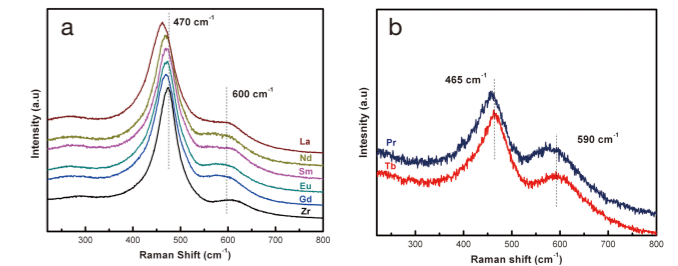 a
470 cm⁻¹
600 cm⁻¹
La
Nd
Sm
Eu
Gd
Zr
Intensity (a.u)
300 400 500 600 700 800
Raman Shift (cm⁻¹)
b
465 cm⁻¹
590 cm⁻¹
Pr
Tb
Intesnity (a.u)
300 400 500 600 700 800
Raman shift (cm⁻¹)